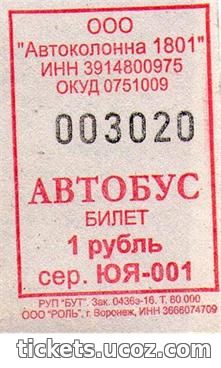 ООО
"Автоколонна 1801"
ИНН 3914800975
ОКУД 0751009
003020
АВТОБУС
БИЛЕТ
1 рубль
сер. ЮЯ-001
РУП "БУТ". Зак. 0436з-16. Т. 60 000
ООО "РОЛЬ", г. Воронеж, ИНН 3666074709
tickets.ucoz.com